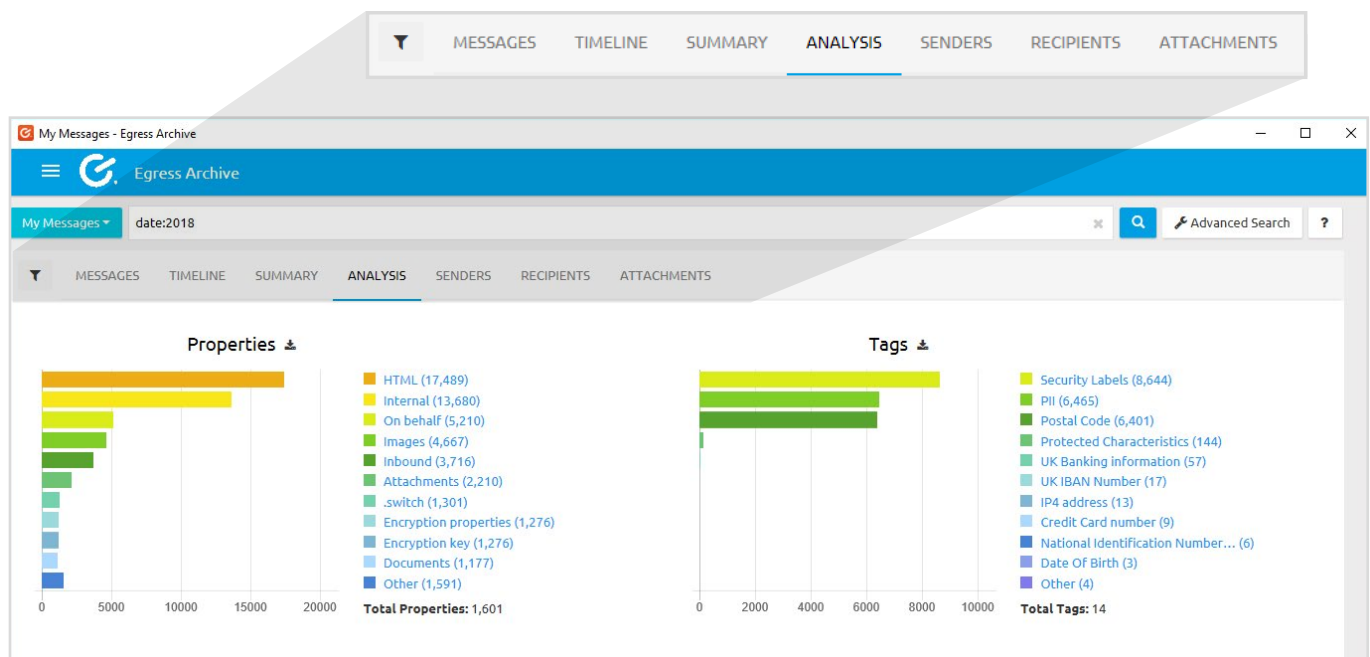 MESSAGES TIMELINE SUMMARY ANALYSIS SENDERS RECIPIENTS ATTACHMENTS
My Messages - Egress Archive
Egress Archive
My Messages date:2018 Advanced Search ?
MESSAGES TIMELINE SUMMARY ANALYSIS SENDERS RECIPIENTS ATTACHMENTS
Properties
HTML (17,489)
Internal (13,680)
On behalf (5,210)
Images (4,667)
Inbound (3,716)
Attachments (2,210)
.switch (1,301)
Encryption properties (1,276)
Encryption key (1,276)
Documents (1,177)
Other (1,591)
0 5000 10000 15000 20000
Total Properties: 1,601
Tags
Security Labels (8,644)
PII (6,465)
Postal Code (6,401)
Protected Characteristics (144)
UK Banking information (57)
UK IBAN Number (17)
IP4 address (13)
Credit Card number (9)
National Identification Number... (6)
Date Of Birth (3)
Other (4)
0 2000 4000 6000 8000 10000
Total Tags: 14